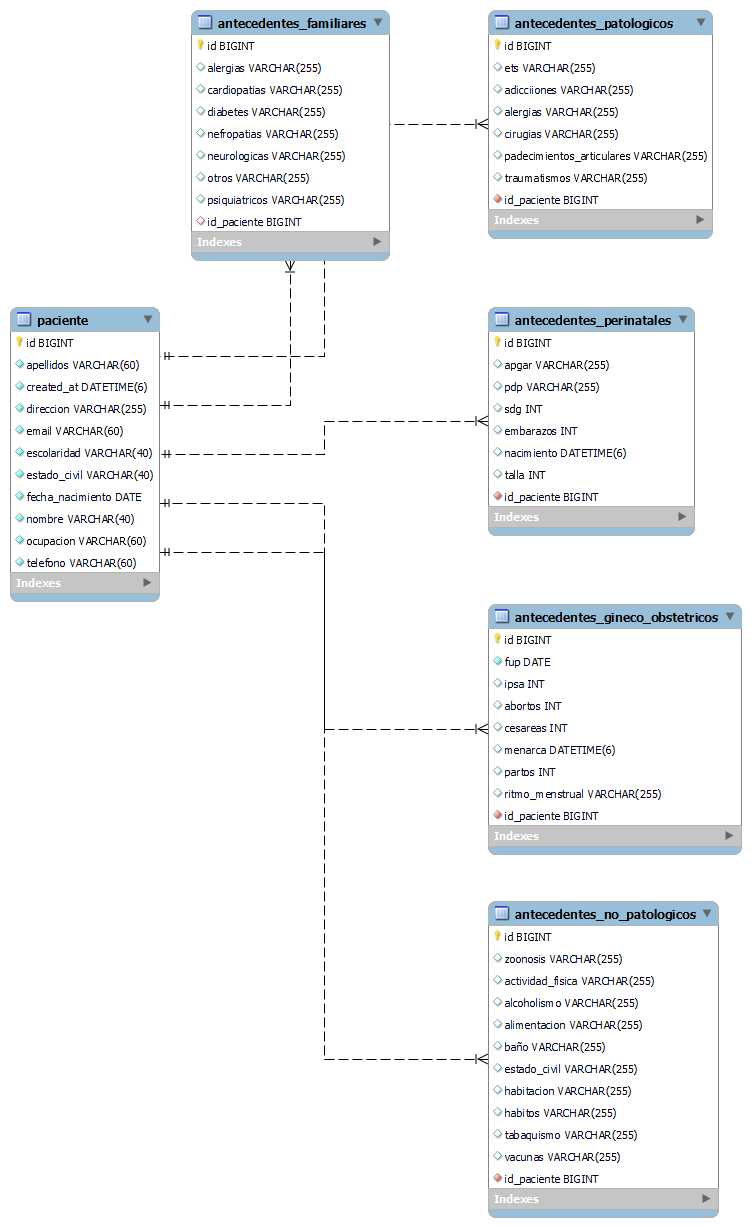 antecedentes_familiares
id BIGINT
alergias VARCHAR(255)
cardiopatias VARCHAR(255)
diabetes VARCHAR(255)
nefropatias VARCHAR(255)
neurologicas VARCHAR(255)
otros VARCHAR(255)
psiquiatricos VARCHAR(255)
id_paciente BIGINT
Indexes
antecedentes_patologicos
id BIGINT
ets VARCHAR(255)
adicciiones VARCHAR(255)
alergias VARCHAR(255)
cirugias VARCHAR(255)
padecimientos_articulares VARCHAR(255)
traumatismos VARCHAR(255)
id_paciente BIGINT
Indexes
paciente
id BIGINT
apellidos VARCHAR(60)
created_at DATETIME(6)
direccion VARCHAR(255)
email VARCHAR(60)
escolaridad VARCHAR(40)
estado_civil VARCHAR(40)
fecha_nacimiento DATE
nombre VARCHAR(40)
ocupacion VARCHAR(60)
telefono VARCHAR(60)
Indexes
antecedentes_perinatales
id BIGINT
apgar VARCHAR(255)
pdp VARCHAR(255)
sdg INT
embarazos INT
nacimiento DATETIME(6)
talla INT
id_paciente BIGINT
Indexes
antecedentes_gineco_obstetricos
id BIGINT
fup DATE
ipsa INT
abortos INT
cesareas INT
menarca DATETIME(6)
partos INT
ritmo_menstrual VARCHAR(255)
id_paciente BIGINT
Indexes
antecedentes_no_patologicos
id BIGINT
zoonosis VARCHAR(255)
actividad_fisica VARCHAR(255)
alcoholismo VARCHAR(255)
alimentacion VARCHAR(255)
baño VARCHAR(255)
estado_civil VARCHAR(255)
habitacion VARCHAR(255)
habitos VARCHAR(255)
tabaquismo VARCHAR(255)
vacunas VARCHAR(255)
id_paciente BIGINT
Indexes